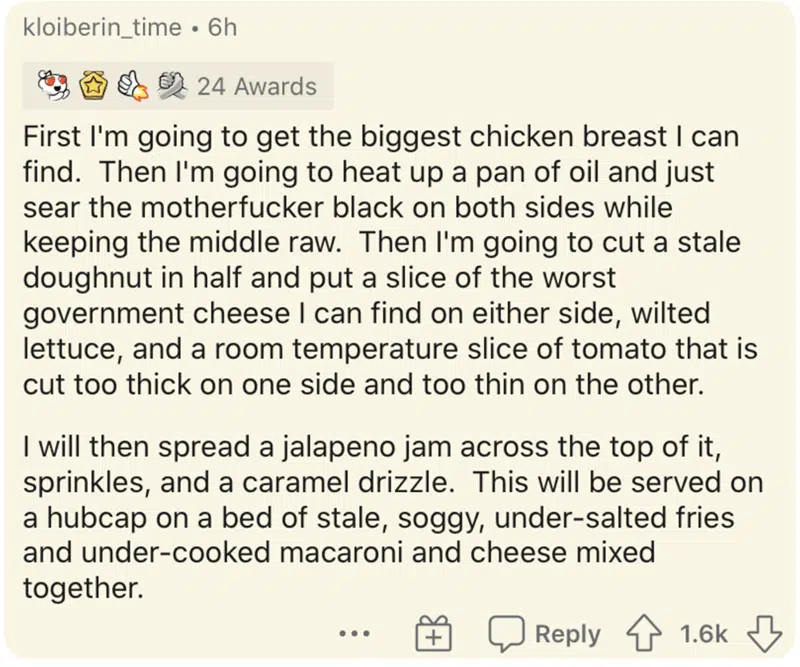 kloiberin_time • 6h
24 Awards
First I'm going to get the biggest chicken breast I can
find.  Then I'm going to heat up a pan of oil and just
sear the motherfucker black on both sides while
keeping the middle raw.  Then I'm going to cut a stale
doughnut in half and put a slice of the worst
government cheese I can find on either side, wilted
lettuce, and a room temperature slice of tomato that is
cut too thick on one side and too thin on the other.
I will then spread a jalapeno jam across the top of it,
sprinkles, and a caramel drizzle.  This will be served on
a hubcap on a bed of stale, soggy, under-salted fries
and under-cooked macaroni and cheese mixed
together.
Reply 1.6k